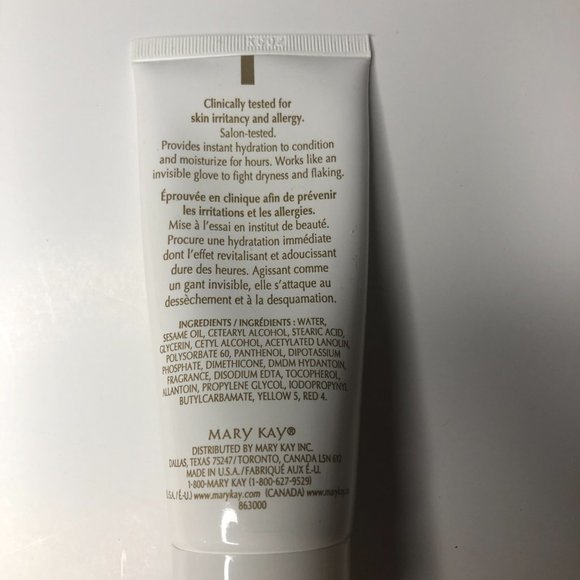 Clinically tested for
skin irritancy and allergy.
Salon-tested.
Provides instant hydration to condition
and moisturize for hours. Works like an
invisible glove to fight dryness and flaking.
Éprouvée en clinique afin de prévenir
les irritations et les allergies.
Mise à l'essai en institut de beauté.
Procure une hydratation immédiate
dont l'effet revitalisant et adoucissant
dure des heures. Agissant comme
un gant invisible, elle s'attaque au
dessèchement et à la desquamation.
INGREDIENTS / INGRÉDIENTS : WATER,
SESAME OIL, CETEARYL ALCOHOL, STEARIC ACID,
GLYCERIN, CETYL ALCOHOL, ACETYLATED LANOLIN,
POLYSORBATE 60, PANTHENOL, DIPOTASSIUM
PHOSPHATE, DIMETHICONE, DMDM HYDANTOIN,
FRAGRANCE, DISODIUM EDTA, TOCOPHEROL,
ALLANTOIN, PROPYLENE GLYCOL, IODOPROPYNYL
BUTYLCARBAMATE, YELLOW 5, RED 4.
MARY KAY®
DISTRIBUTED BY MARY KAY INC.
DALLAS, TEXAS 75247/TORONTO, CANADA L5N 6
MADE IN U.S.A./FABRIQUÉ AUX É.-U.
1-800-MARY KAY (1-800-627-9529)
U.S.A./É.-U.) www.marykay.com (CANADA) www.marykay.c
863000